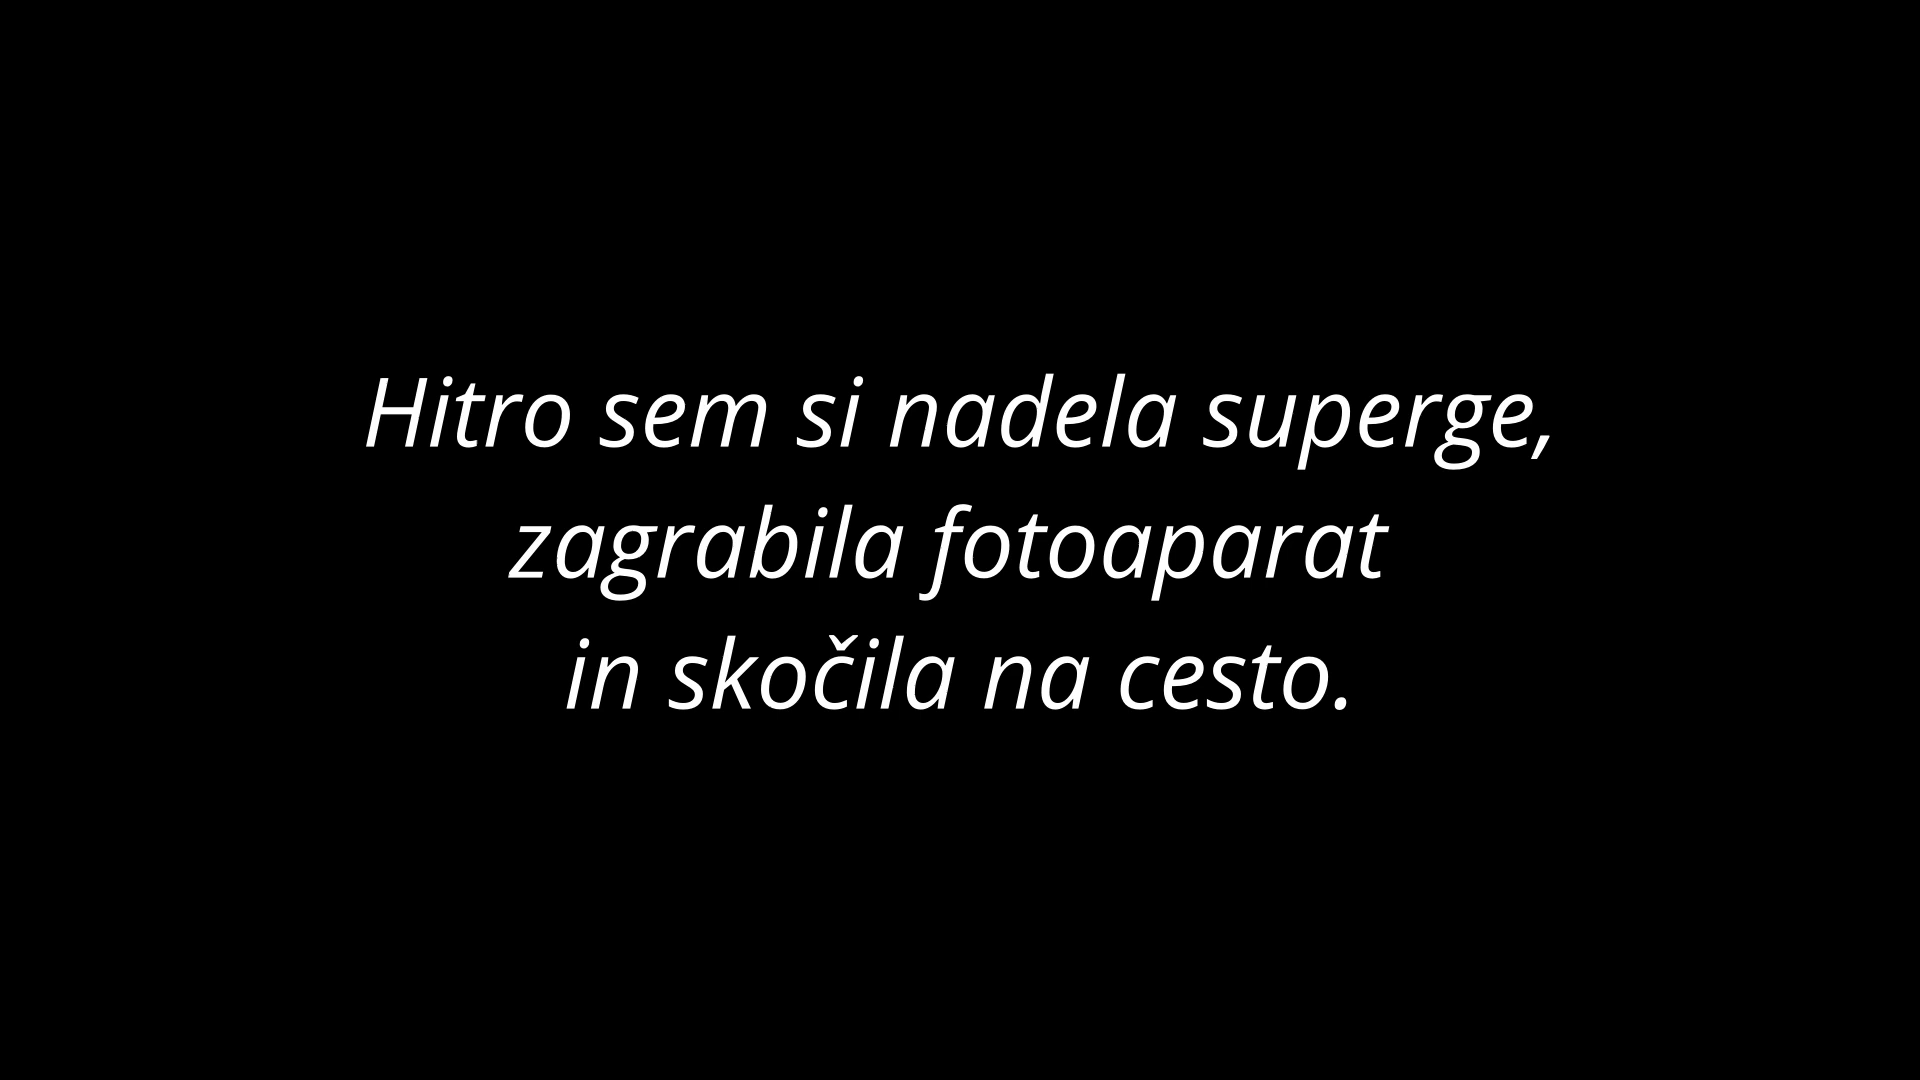 Hitro sem si nadela superge,
zagrabila fotoaparat
in skočila na cesto.